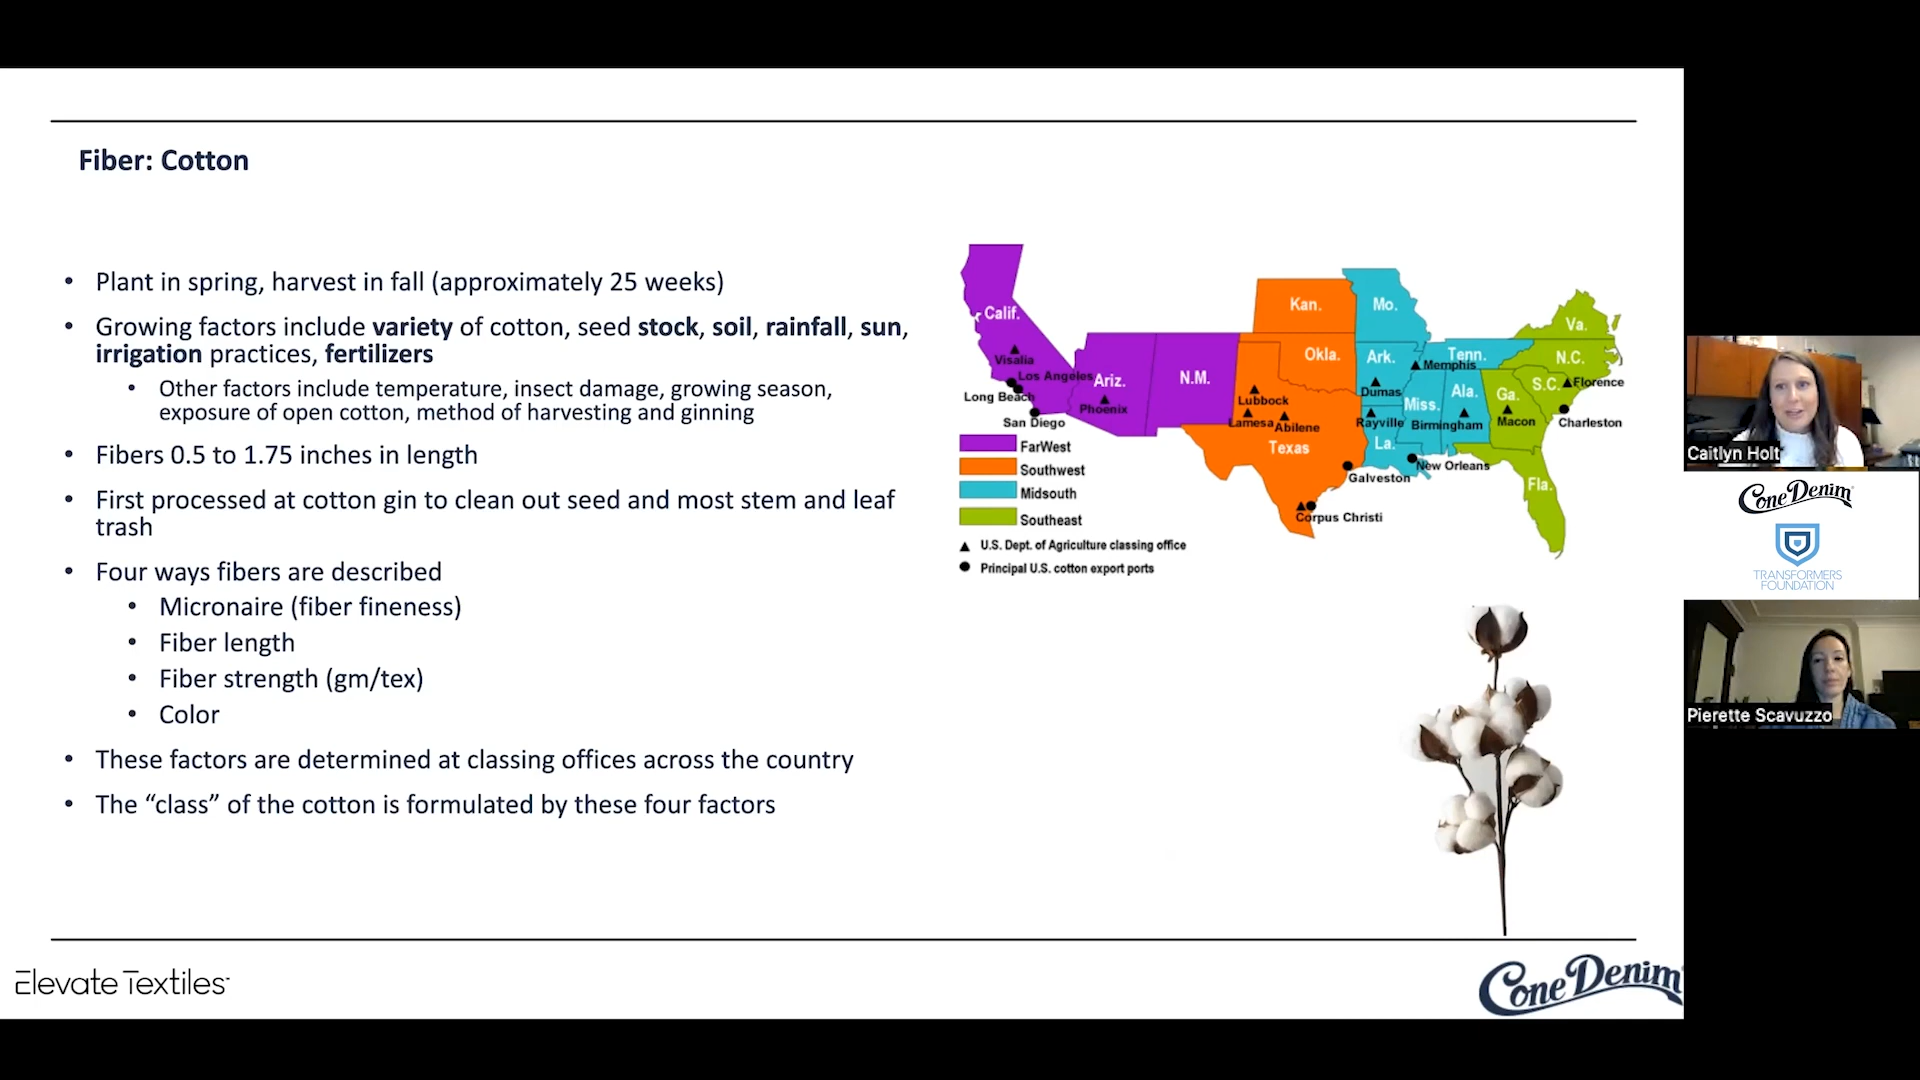 Fiber: Cotton
• Plant in spring, harvest in fall (approximately 25 weeks)
• Growing factors include variety of cotton, seed stock, soil, rainfall, sun,
irrigation practices, fertilizers
• Other factors include temperature, insect damage, growing season,
exposure of open cotton, method of harvesting and ginning
• Fibers 0.5 to 1.75 inches in length
• First processed at cotton gin to clean out seed and most stem and leaf
trash
• Four ways fibers are described
• Micronaire (fiber fineness)
• Fiber length
• Fiber strength (gm/tex)
• Color
• These factors are determined at classing offices across the country
• The “class” of the cotton is formulated by these four factors
Calif.
Visalia
Los Angeles
Long Beach
San Diego
Ariz.
Phoenix
N.M.
Kan.
Okla.
Lubbock
Lamesa
Abilene
Texas
Galveston
Corpus Christi
Mo.
Ark.
Dumas
Rayville
La.
New Orleans
Tenn.
Memphis
Miss.
Ala.
Birmingham
Ga.
Macon
Va.
N.C.
S.C.
Florence
Charleston
Fla.
FarWest
Southwest
Midsouth
Southeast
U.S. Dept. of Agriculture classing office
Principal U.S. cotton export ports
Elevate Textiles
Cone Denim
Caitlyn Holt
Cone Denim
TRANSFORMERS
FOUNDATION
Pierette Scavuzzo